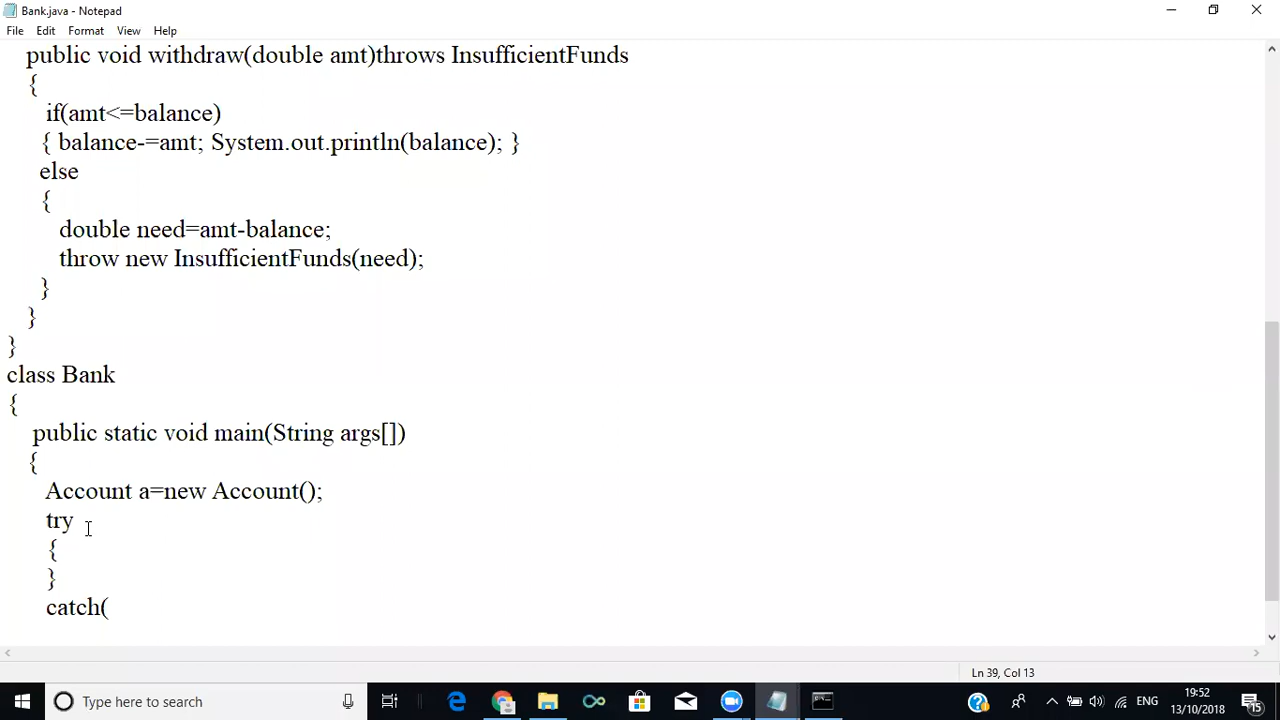 Bank.java - Notepad
File Edit Format View Help
public void withdraw(double amt)throws InsufficientFunds
{
if(amt<=balance)
{ balance-=amt; System.out.println(balance); }
else
{
double need=amt-balance;
throw new InsufficientFunds(need);
}
}
}
class Bank
{
public static void main(String args[])
{
Account a=new Account();
try
{
}
catch(
Ln 39, Col 13
Type here to search
ENG
19:52
13/10/2018
15